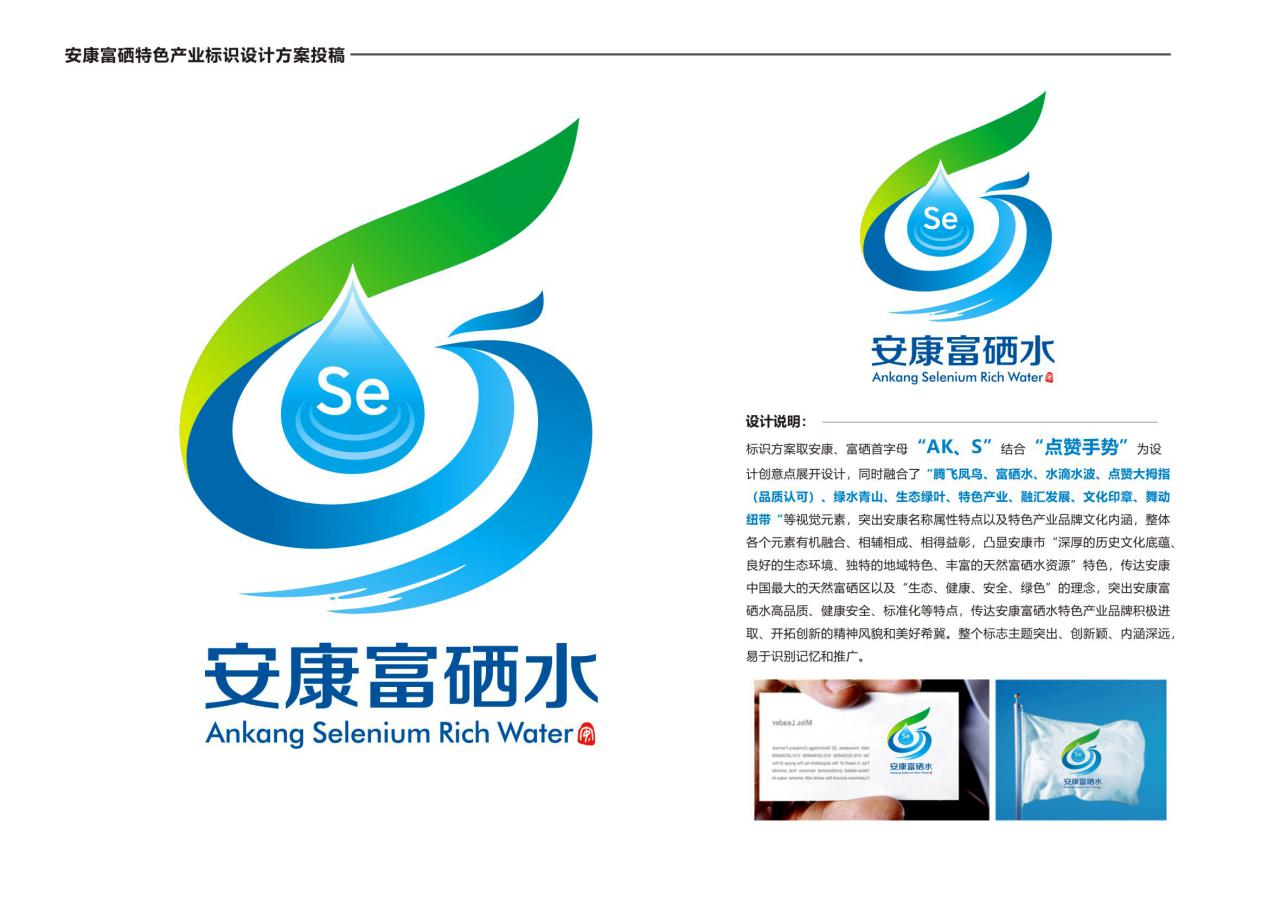 安康富硒特色产业标识设计方案投稿
Se
安康富硒水
Ankang Selenium Rich Water
Se
安康富硒水
Ankang Selenium Rich Water
设计说明：
标识方案取安康、富硒首字母“AK、S”结合“点赞手势”为设
计创意点展开设计，同时融合了“腾飞凤鸟、富硒水、水滴水波、点赞大拇指
（品质认可）、绿水青山、生态绿叶、特色产业、融汇发展、文化印章、舞动
纽带“等视觉元素，突出安康名称属性特点以及特色产业品牌文化内涵，整体
各个元素有机融合、相辅相成、相得益彰，凸显安康市“深厚的历史文化底蕴、
良好的生态环境、独特的地域特色、丰富的天然富硒水资源”特色，传达安康
中国最大的天然富硒区以及“生态、健康、安全、绿色”的理念，突出安康富
硒水高品质、健康安全、标准化等特点，传达安康富硒水特色产业品牌积极进
取、开拓创新的精神风貌和美好希冀。整个标志主题突出、创新颖、内涵深远，
易于识别记忆和推广。
Miss.Leader
Se
安康富硒水
Ankang Selenium Rich Water
Se
安康富硒水